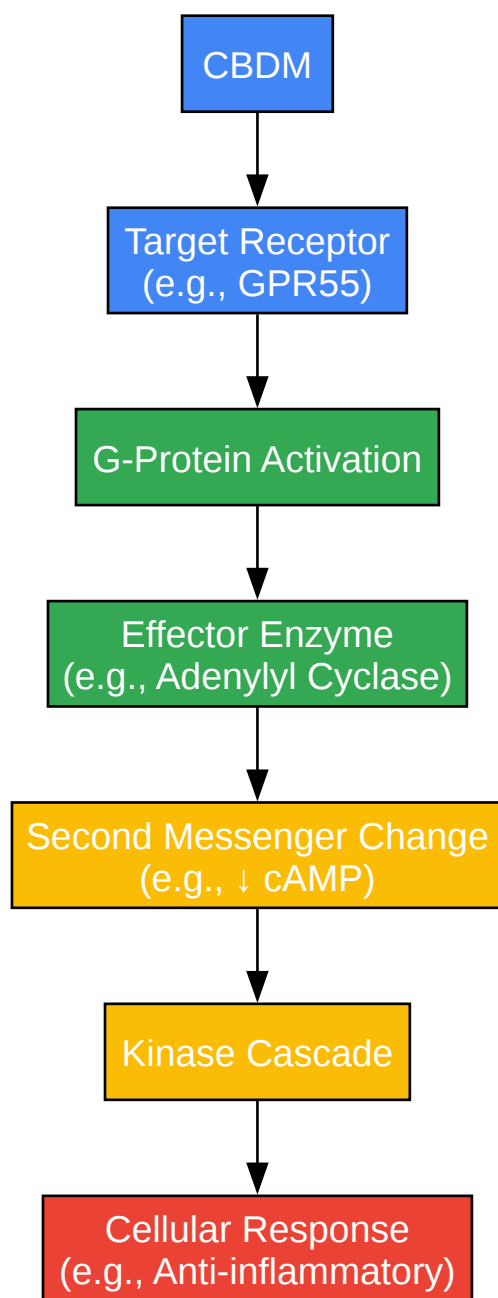 CBDM
Target Receptor
(e.g., GPR55)
G-Protein Activation
Effector Enzyme
(e.g., Adenylyl Cyclase)
Second Messenger Change
(e.g., ↓ cAMP)
Kinase Cascade
Cellular Response
(e.g., Anti-inflammatory)